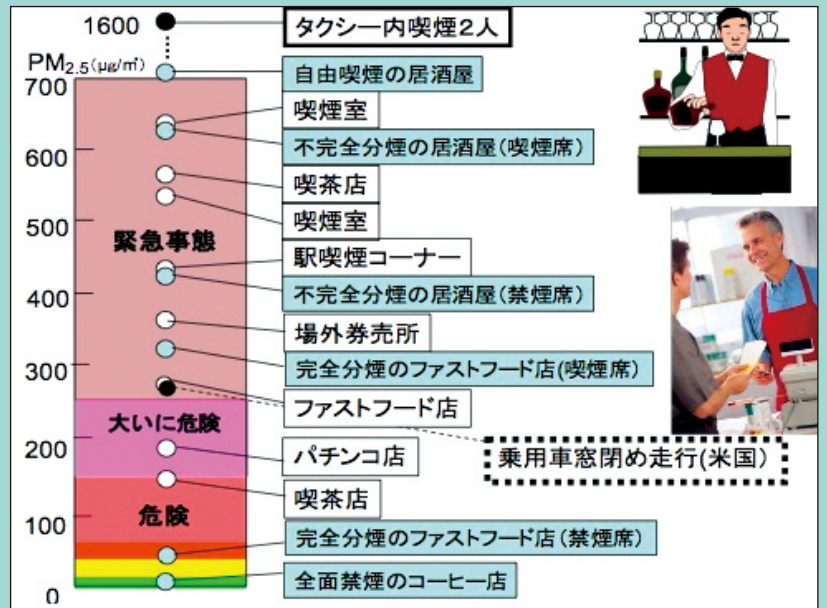 1600
タクシー内喫煙2人
PM2.5(μg/㎥)
700
自由喫煙の居酒屋
喫煙室
600
不完全分煙の居酒屋(喫煙席)
喫茶店
500
喫煙室
緊急事態
駅喫煙コーナー
400
不完全分煙の居酒屋(禁煙席)
場外券売所
300
完全分煙のファストフード店(喫煙席)
ファストフード店
大いに危険
200
パチンコ店
乗用車窓閉め走行(米国)
喫茶店
100
危険
完全分煙のファストフード店(禁煙席)
全面禁煙のコーヒー店
0